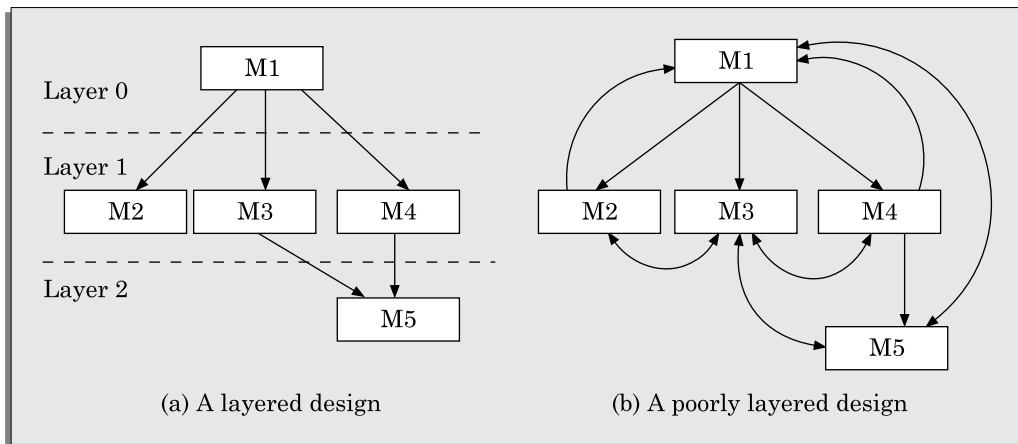 M1
Layer 0
Layer 1
M2 M3 M4
Layer 2
M5
(a) A layered design
M1
M2 M3 M4
M5
(b) A poorly layered design